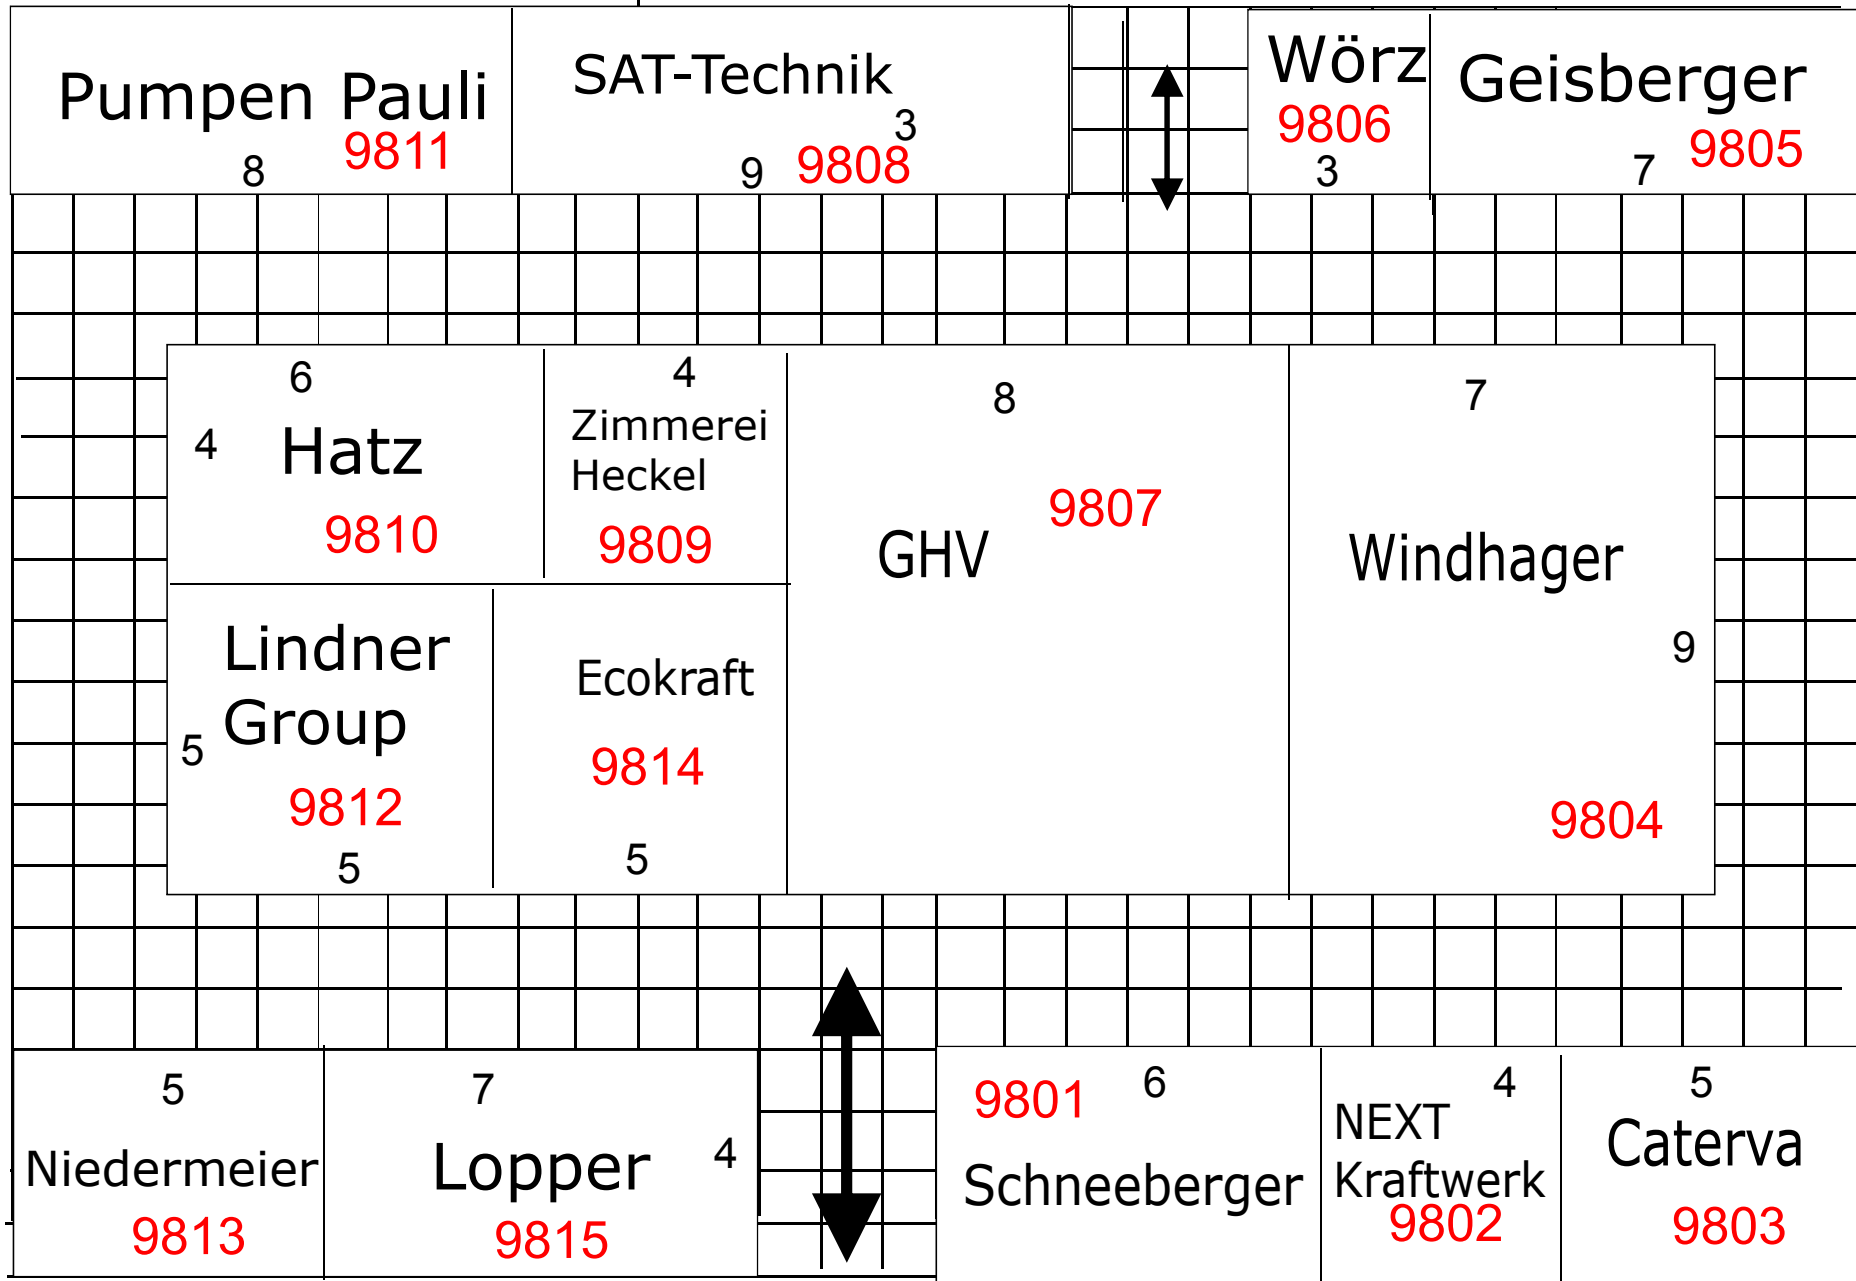 Pumpen Pauli
9811
8
SAT-Technik
3
9 9808
Wörz
9806
3
Geisberger
7 9805
6
4 Hatz
9810
4
Zimmerei
Heckel
9809
8
9807
GHV
7
Windhager
9
9804
Lindner
Group
5
9812
5
Ecokraft
9814
5
5
Niedermeier
9813
7
Lopper 4
9815
9801 6
Schneeberger
4
NEXT
Kraftwerk
9802
5
Caterva
9803